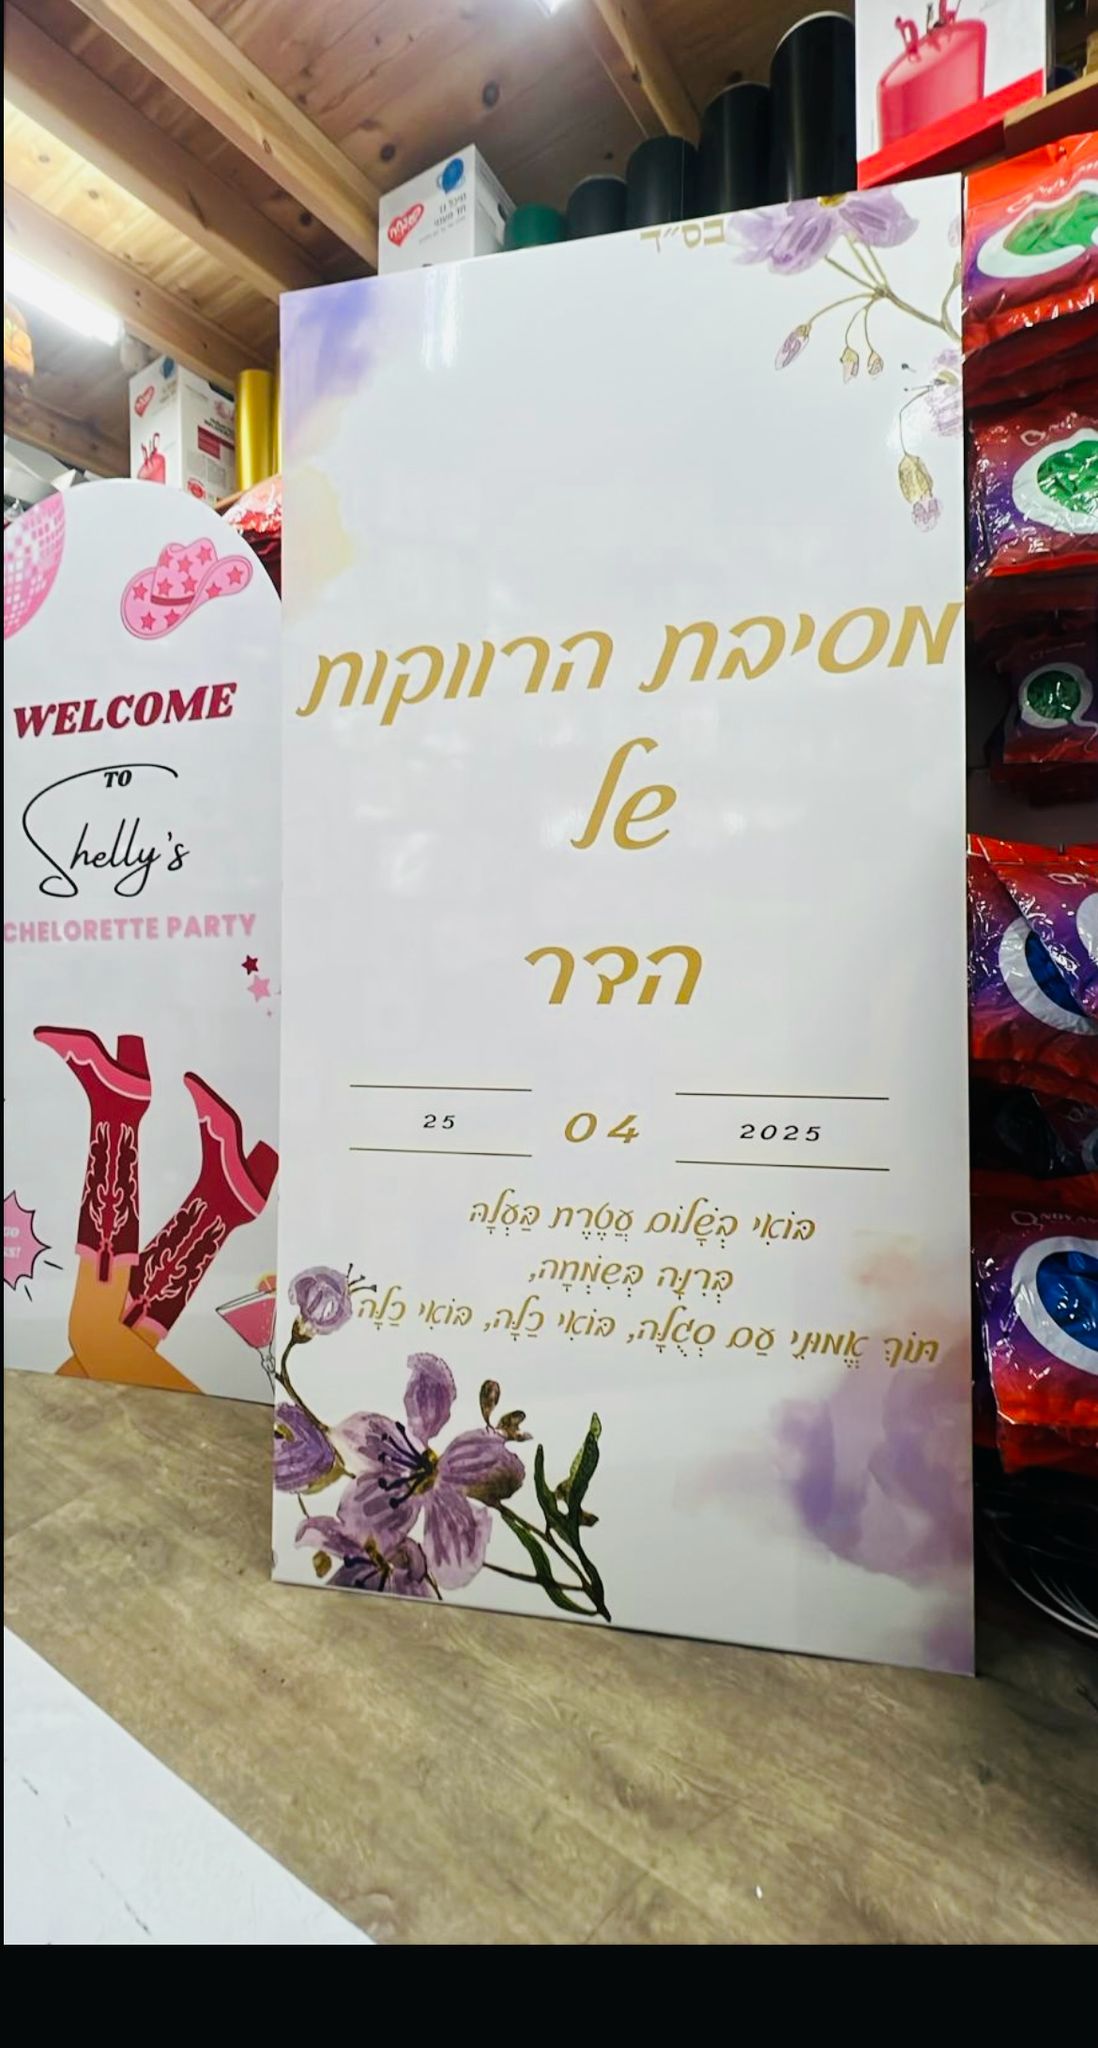 בס״ד
מסיבת הרווקות
של
הדר
25 04 2025
בּוֹאִי בְּשָׁלוֹם עֲטֶרֶת בַּעְלָהּ
בְּרִנָּה בְּשִׂמְחָה,
תּוֹךְ אֱמוּנֵי עַם סְגֻלָּה, בּוֹאִי כַּלָּה, בּוֹאִי כַּלָּה
WELCOME
TO
Shelly's
CHELORETTE PARTY